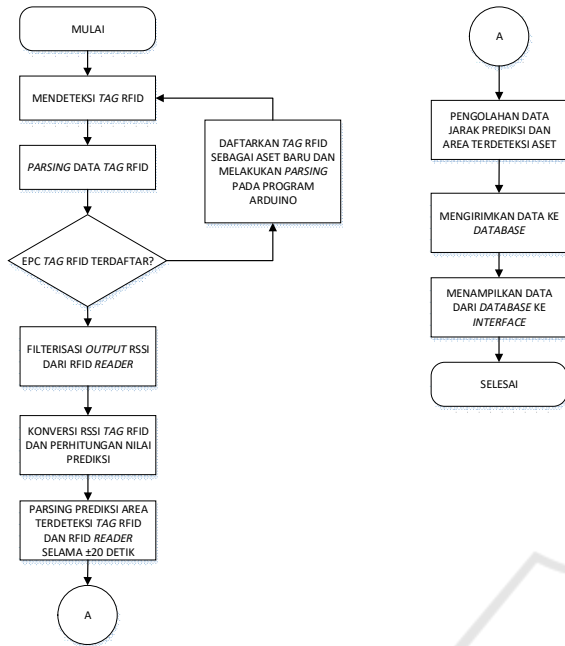 MULAI
MENDETEKSI TAG RFID
PARSING DATA TAG RFID
EPC TAG RFID TERDAFTAR?
DAFTARKAN TAG RFID
SEBAGAI ASET BARU DAN
MELAKUKAN PARSING
PADA PROGRAM
ARDUINO
FILTERISASI OUTPUT RSSI
DARI RFID READER
KONVERSI RSSI TAG RFID
DAN PERHITUNGAN NILAI
PREDIKSI
PARSING PREDIKSI AREA
TERDETEKSI TAG RFID
DAN RFID READER
SELAMA ±20 DETIK
A
A
PENGOLAHAN DATA
JARAK PREDIKSI DAN
AREA TERDETEKSI ASET
MENGIRIMKAN DATA KE
DATABASE
MENAMPILKAN DATA
DARI DATABASE KE
INTERFACE
SELESAI